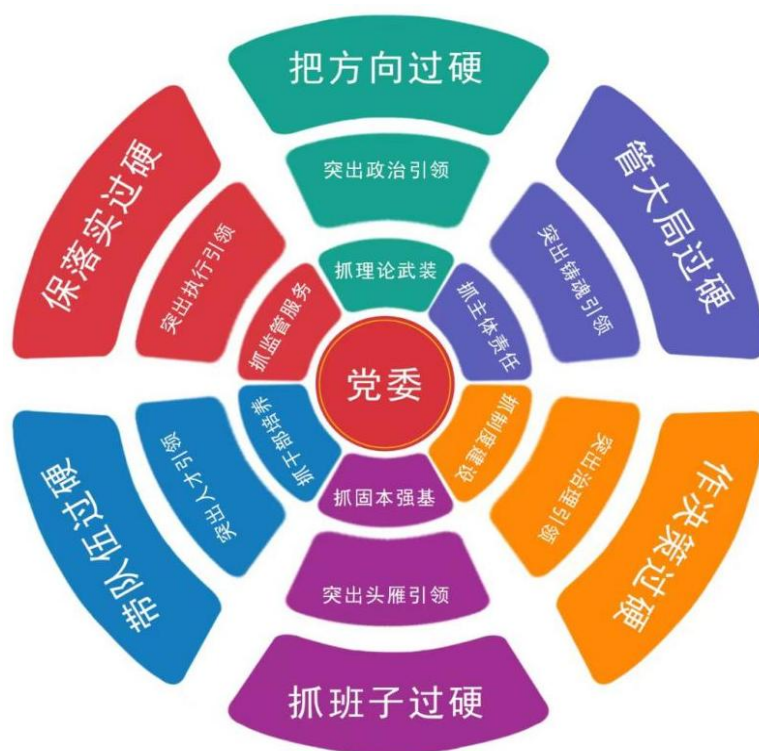 把方向过硬
突出政治引领
抓理论武装
管大局过硬
突出铸魂引领
抓主体责任
作决策过硬
突出治理引领
抓制度建设
抓班子过硬
突出头雁引领
抓固本强基
带队伍过硬
突出人才引领
抓干部培养
保落实过硬
突出执行引领
抓监管服务
党委